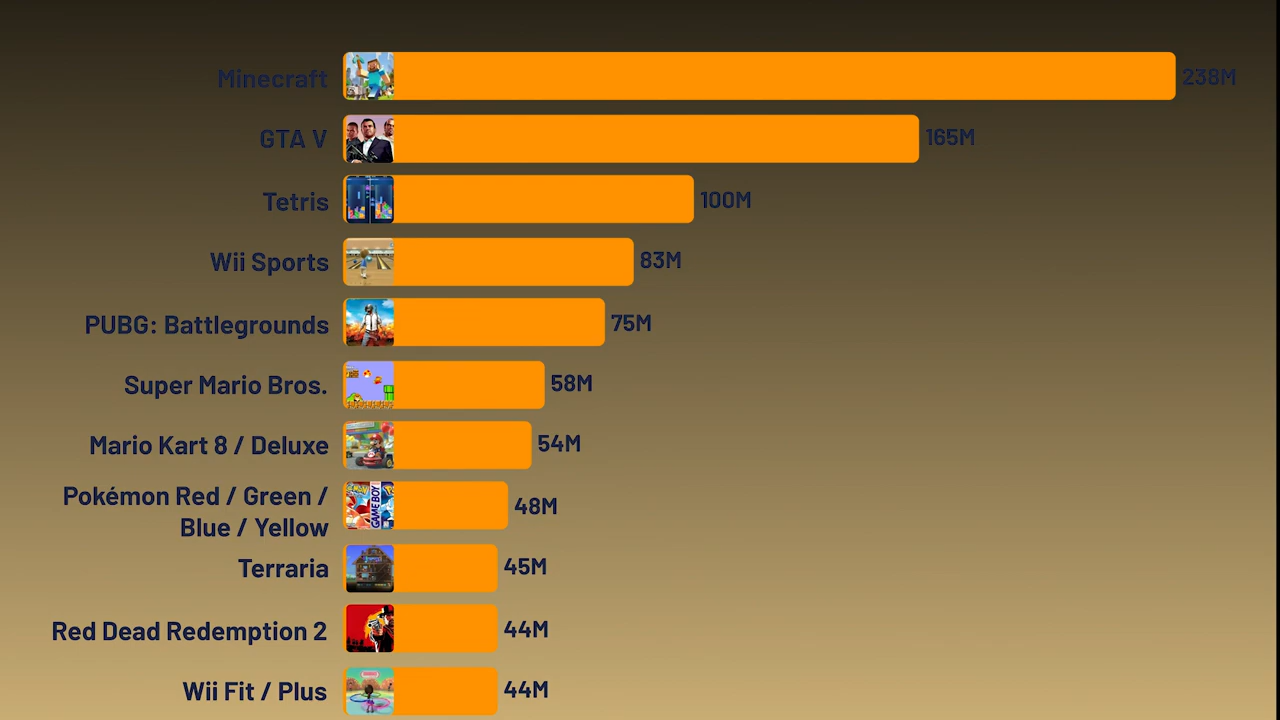 Minecraft 238M
GTA V 165M
Tetris 100M
Wii Sports 83M
PUBG: Battlegrounds 75M
Super Mario Bros. 58M
Mario Kart 8 / Deluxe 54M
Pokémon Red / Green /
Blue / Yellow 48M
GAME BOY
Terraria 45M
Red Dead Redemption 2 44M
Wii Fit / Plus 44M